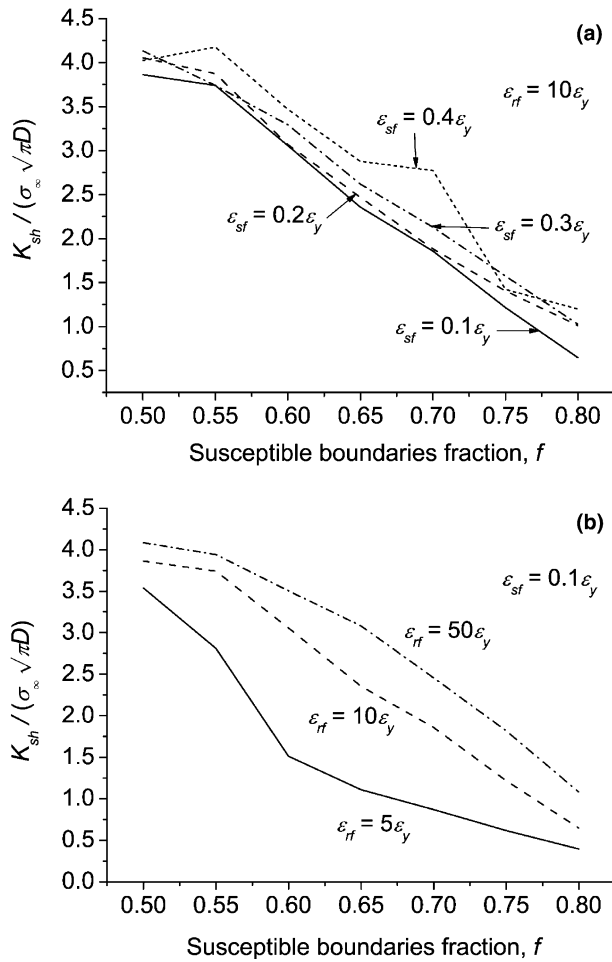 (a)
4.5
4.0
3.5
3.0
2.5
2.0
1.5
1.0
0.5
K_sh / (σ_∞ √πD)
ε_rf = 10ε_y
ε_sf = 0.4ε_y
ε_sf = 0.2ε_y
ε_sf = 0.3ε_y
ε_sf = 0.1ε_y
0.50 0.55 0.60 0.65 0.70 0.75 0.80
Susceptible boundaries fraction, f
(b)
4.5
4.0
3.5
3.0
2.5
2.0
1.5
1.0
0.5
0.0
K_sh / (σ_∞ √πD)
ε_sf = 0.1ε_y
ε_rf = 50ε_y
ε_rf = 10ε_y
ε_rf = 5ε_y
0.50 0.55 0.60 0.65 0.70 0.75 0.80
Susceptible boundaries fraction, f